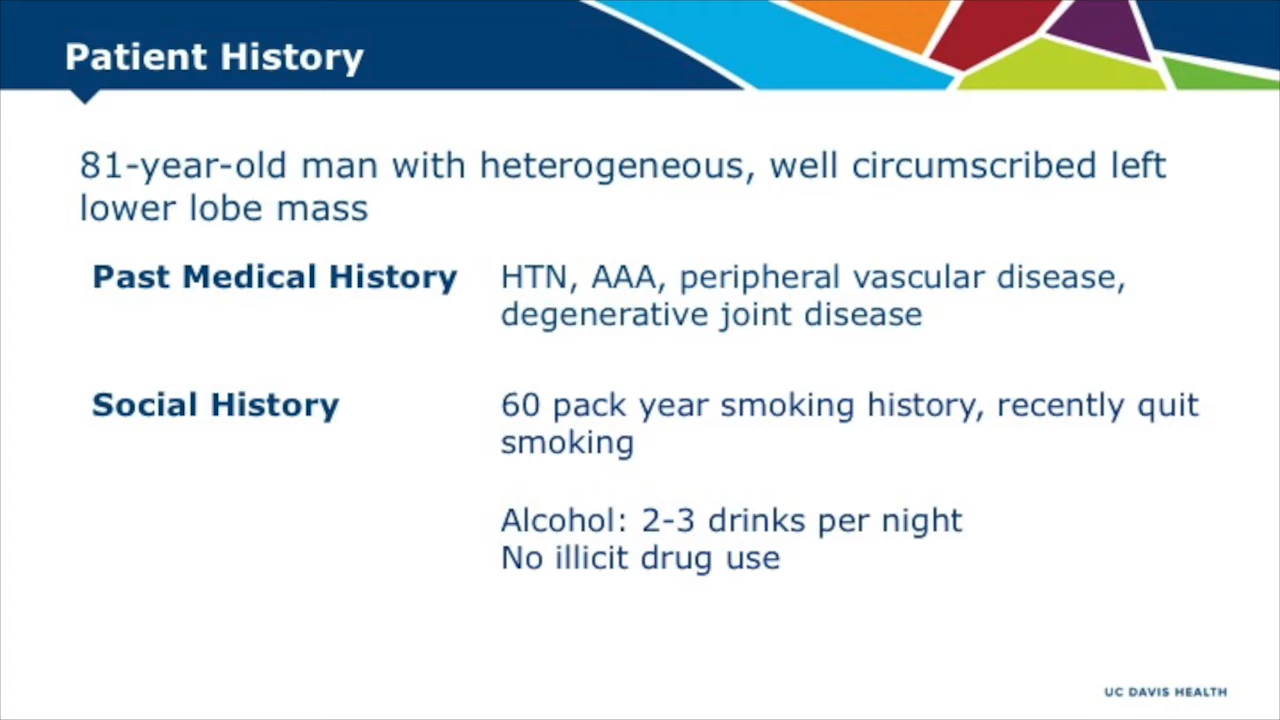 Patient History
81-year-old man with heterogeneous, well circumscribed left
lower lobe mass
Past Medical History
HTN, AAA, peripheral vascular disease,
degenerative joint disease
Social History
60 pack year smoking history, recently quit
smoking
Alcohol: 2-3 drinks per night
No illicit drug use
UC DAVIS HEALTH